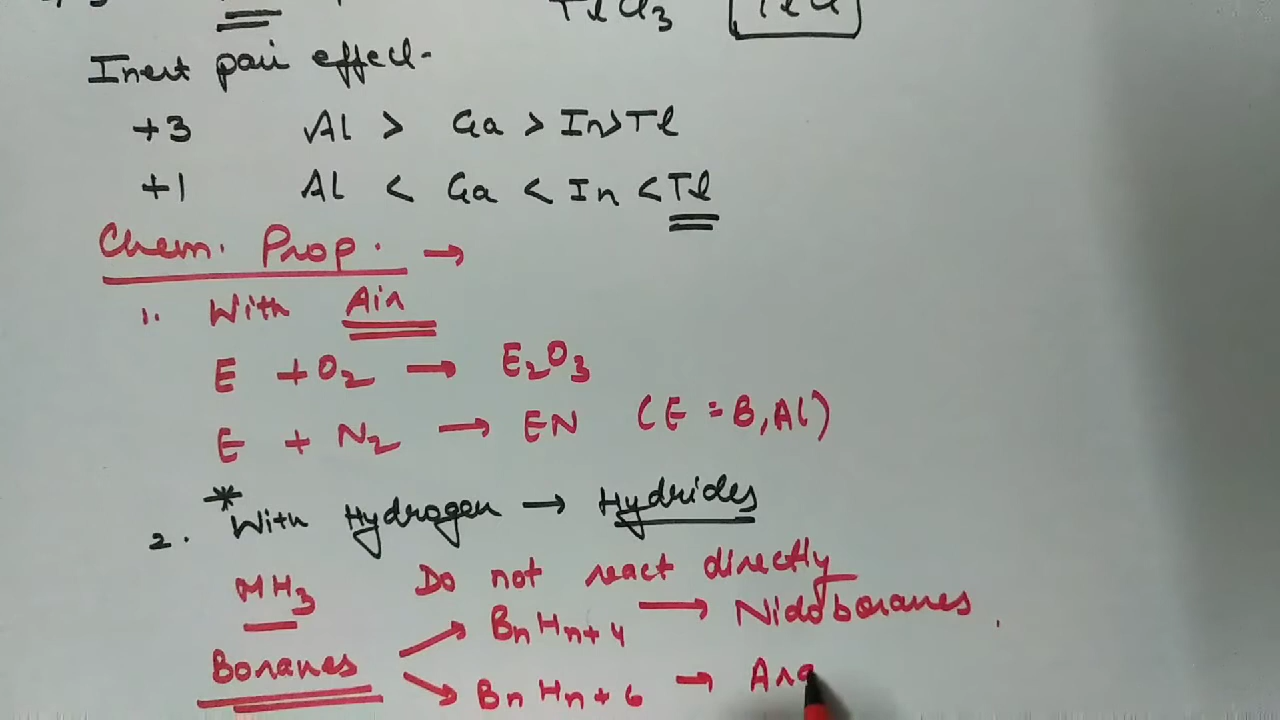 TlCl3
Inert pair effect-
+3 Al > Ga > In > Tl
+1 Al < Ga < In < Tl
Chem. Prop. →
1. With Air
E + O2 → E2O3
E + N2 → EN (E = B, Al)
*
2. With Hydrogen → Hydrides
MH3 Do not react directly
BnHn+4 → Nidoboranes
Boranes
BnHn+6 → Ara